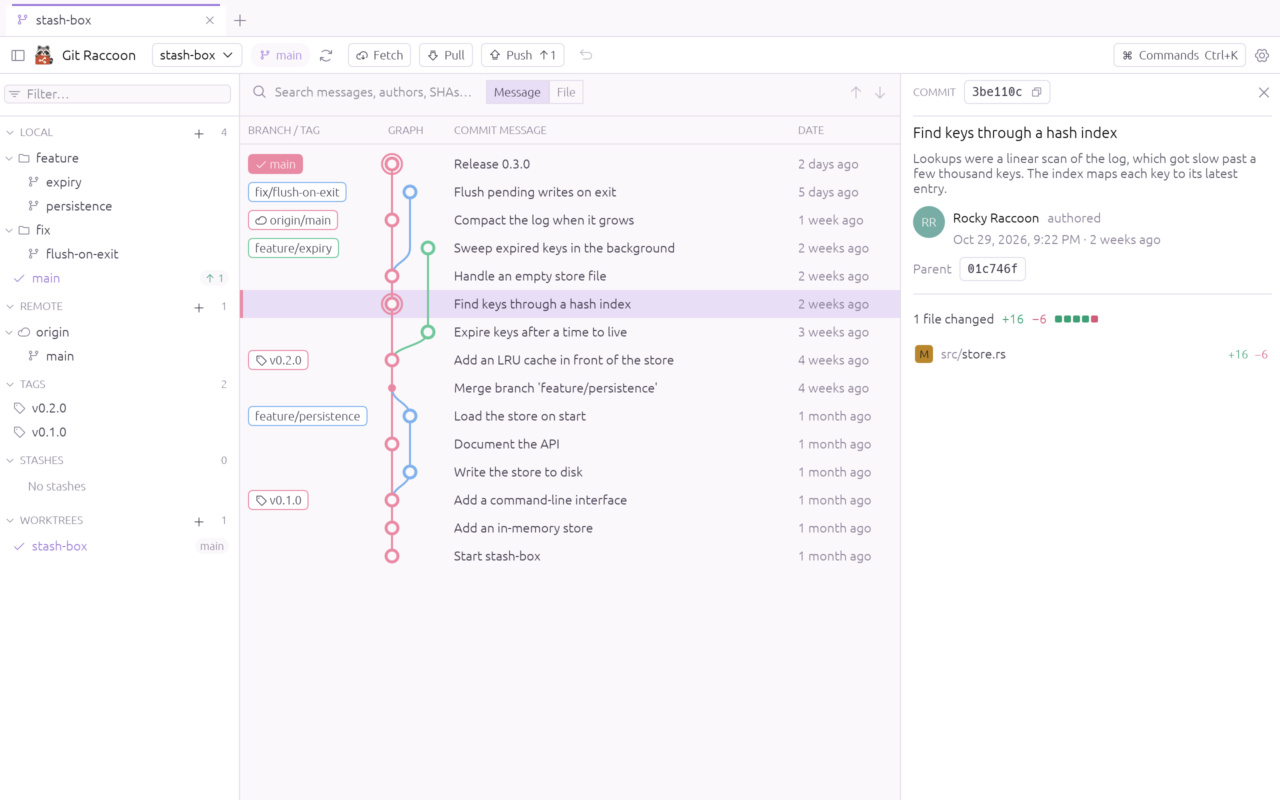 stash-box
Git Raccoon
stash-box
main
Fetch
Pull
Push ↑1
⌘ Commands Ctrl+K
Filter…
LOCAL 4
feature
expiry
persistence
fix
flush-on-exit
main ↑ 1
REMOTE 1
origin
main
TAGS 2
v0.2.0
v0.1.0
STASHES 0
No stashes
WORKTREES 1
stash-box main
Search messages, authors, SHAs…
Message File
BRANCH / TAG GRAPH COMMIT MESSAGE DATE
main Release 0.3.0 2 days ago
fix/flush-on-exit Flush pending writes on exit 5 days ago
origin/main Compact the log when it grows 1 week ago
feature/expiry Sweep expired keys in the background 2 weeks ago
Handle an empty store file 2 weeks ago
Find keys through a hash index 2 weeks ago
Expire keys after a time to live 3 weeks ago
v0.2.0 Add an LRU cache in front of the store 4 weeks ago
Merge branch 'feature/persistence' 4 weeks ago
feature/persistence Load the store on start 1 month ago
Document the API 1 month ago
Write the store to disk 1 month ago
v0.1.0 Add a command-line interface 1 month ago
Add an in-memory store 1 month ago
Start stash-box 1 month ago
COMMIT 3be110c
Find keys through a hash index
Lookups were a linear scan of the log, which got slow past a
few thousand keys. The index maps each key to its latest
entry.
RR
Rocky Raccoon authored
Oct 29, 2026, 9:22 PM · 2 weeks ago
Parent 01c746f
1 file changed +16 −6
M src/store.rs +16 −6